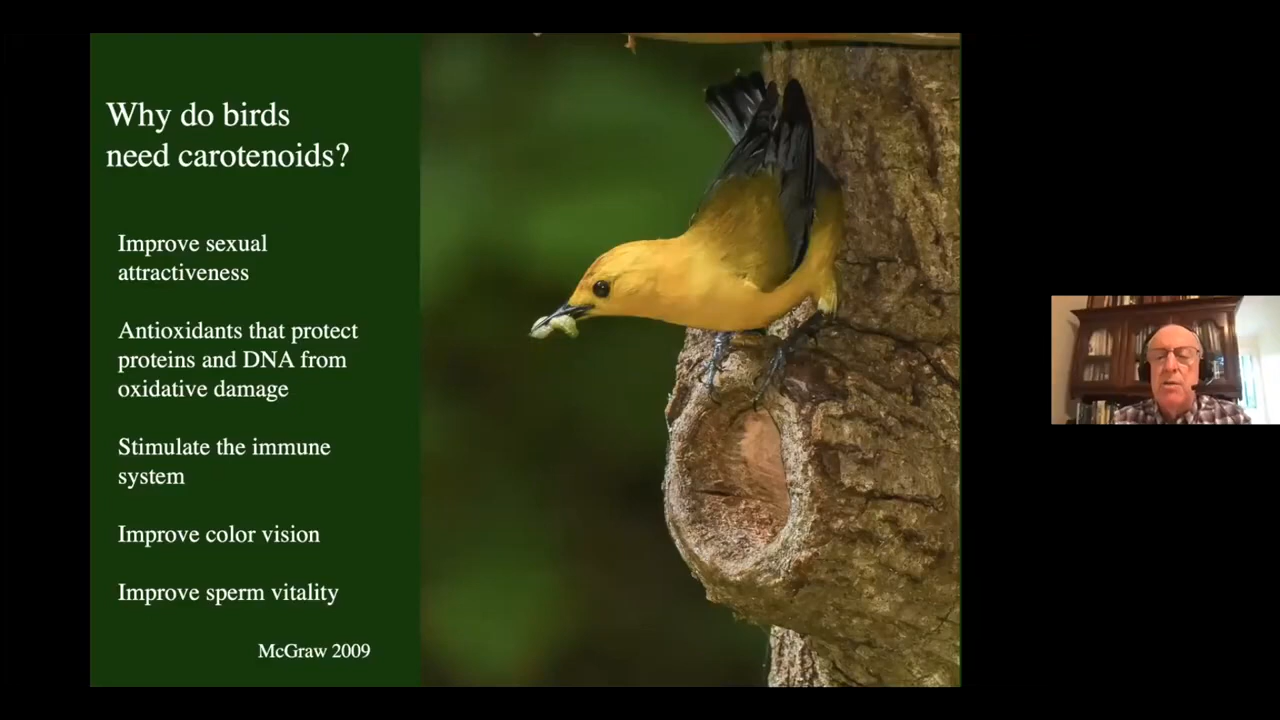 Why do birds
need carotenoids?
Improve sexual
attractiveness
Antioxidants that protect
proteins and DNA from
oxidative damage
Stimulate the immune
system
Improve color vision
Improve sperm vitality
McGraw 2009